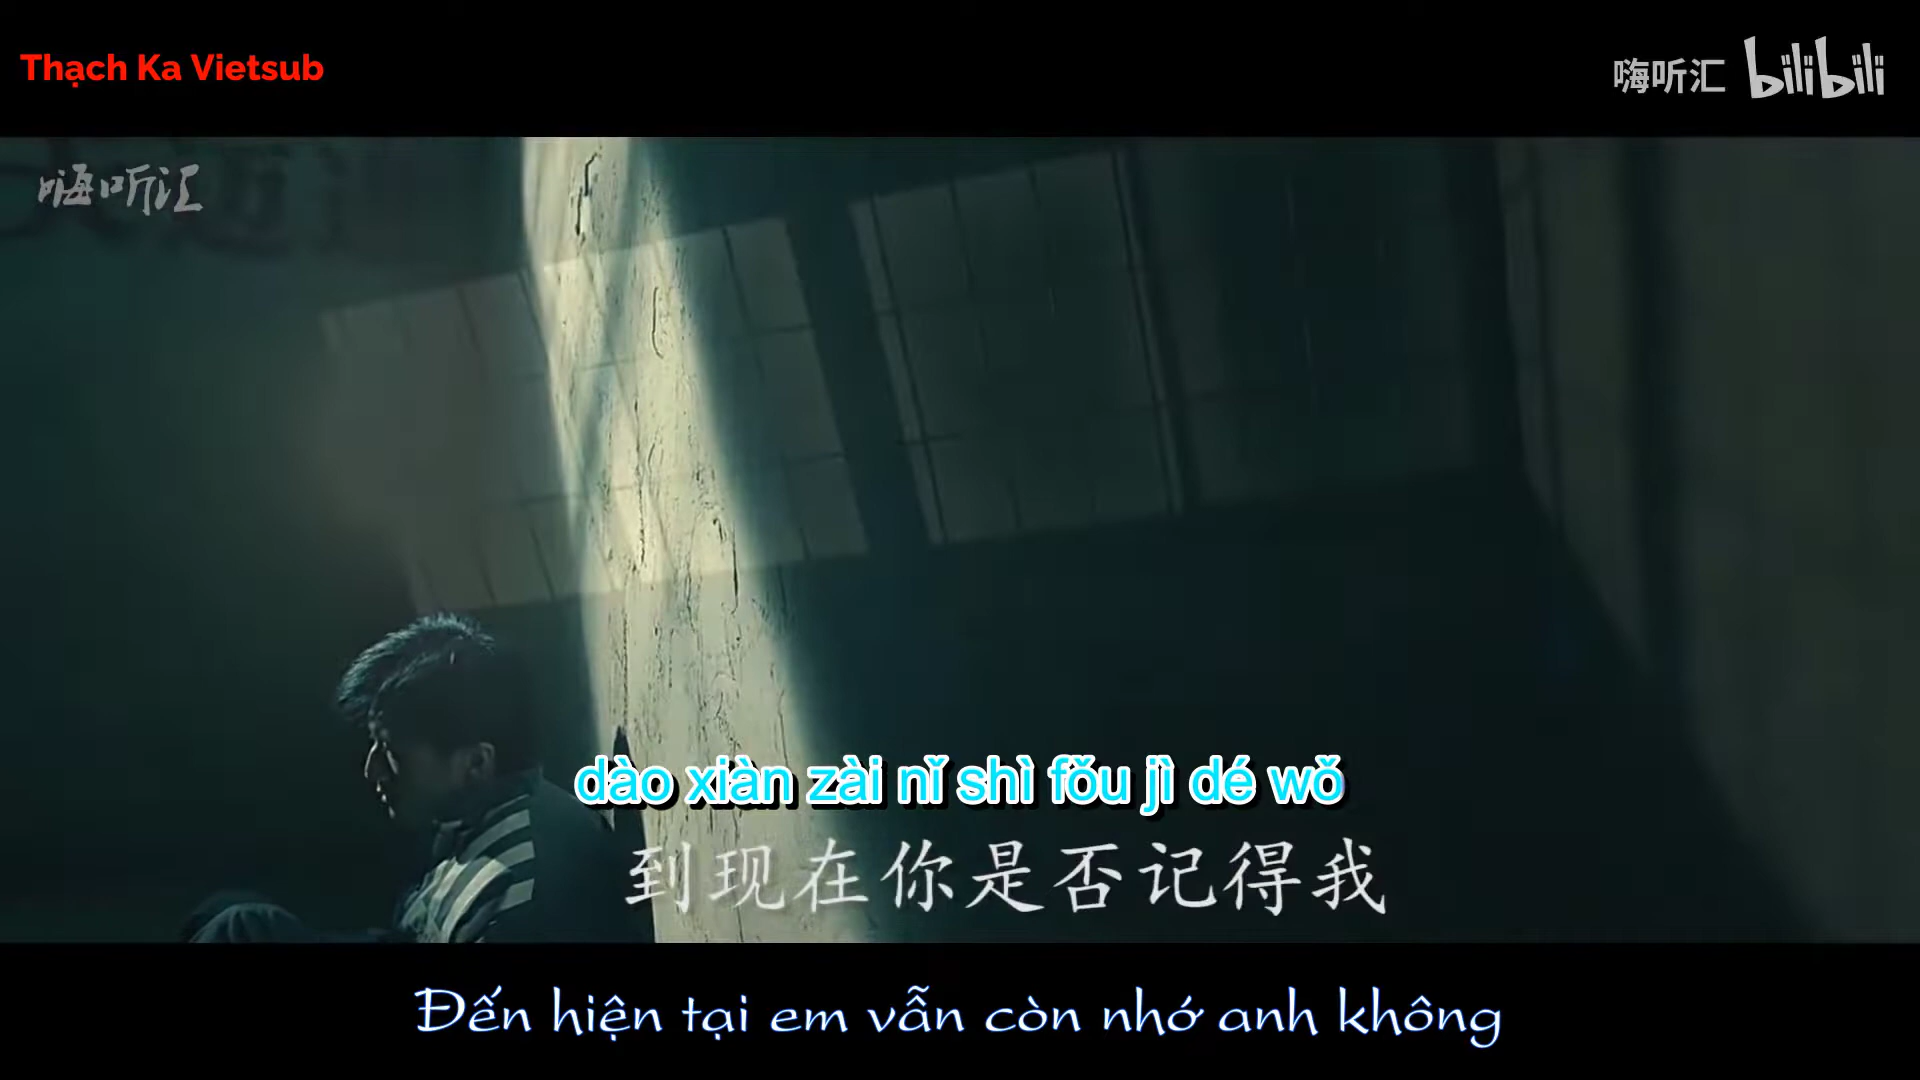 Thạch Ka Vietsub
嗨听汇 bilibili
嗨听汇
dào xiàn zài nǐ shì fǒu jì dé wǒ
到现在你是否记得我
Đến hiện tại em vẫn còn nhớ anh không